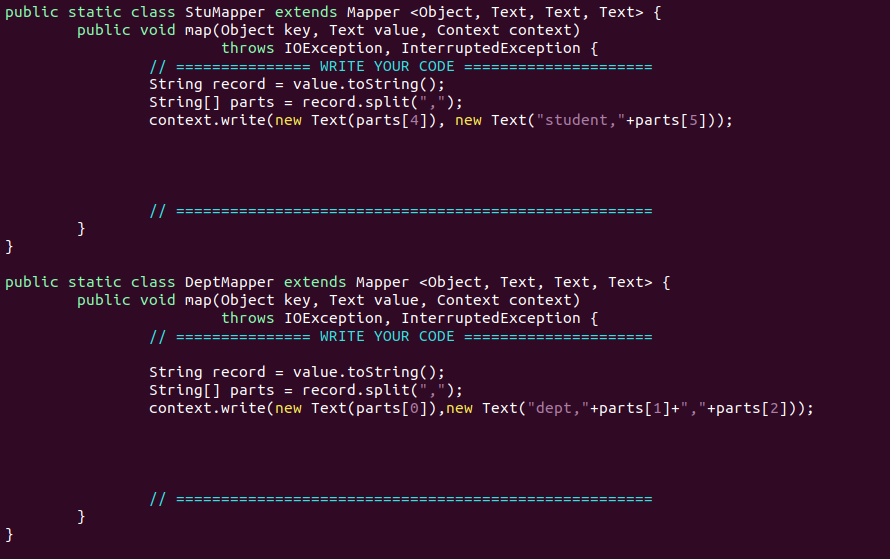 public static class StuMapper extends Mapper <Object, Text, Text, Text> {
public void map(Object key, Text value, Context context)
throws IOException, InterruptedException {
// =============== WRITE YOUR CODE =====================
String record = value.toString();
String[] parts = record.split(",");
context.write(new Text(parts[4]), new Text("student,"+parts[5]));
// =====================================================
}
}
public static class DeptMapper extends Mapper <Object, Text, Text, Text> {
public void map(Object key, Text value, Context context)
throws IOException, InterruptedException {
// =============== WRITE YOUR CODE =====================
String record = value.toString();
String[] parts = record.split(",");
context.write(new Text(parts[0]),new Text("dept,"+parts[1]+","+parts[2]));
// =====================================================
}
}